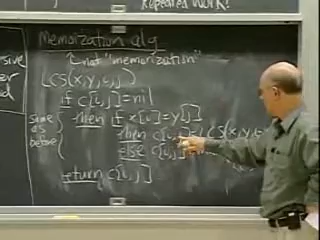 Repeated work!
Memoization alg
not "memorization"
LCS(x,y,i,j)
if c[i,j]=nil
same
as
before
then if x[i]=y[j]
then c[i,j] LCS(x,y,
else c[i,j]
return c[i,j]